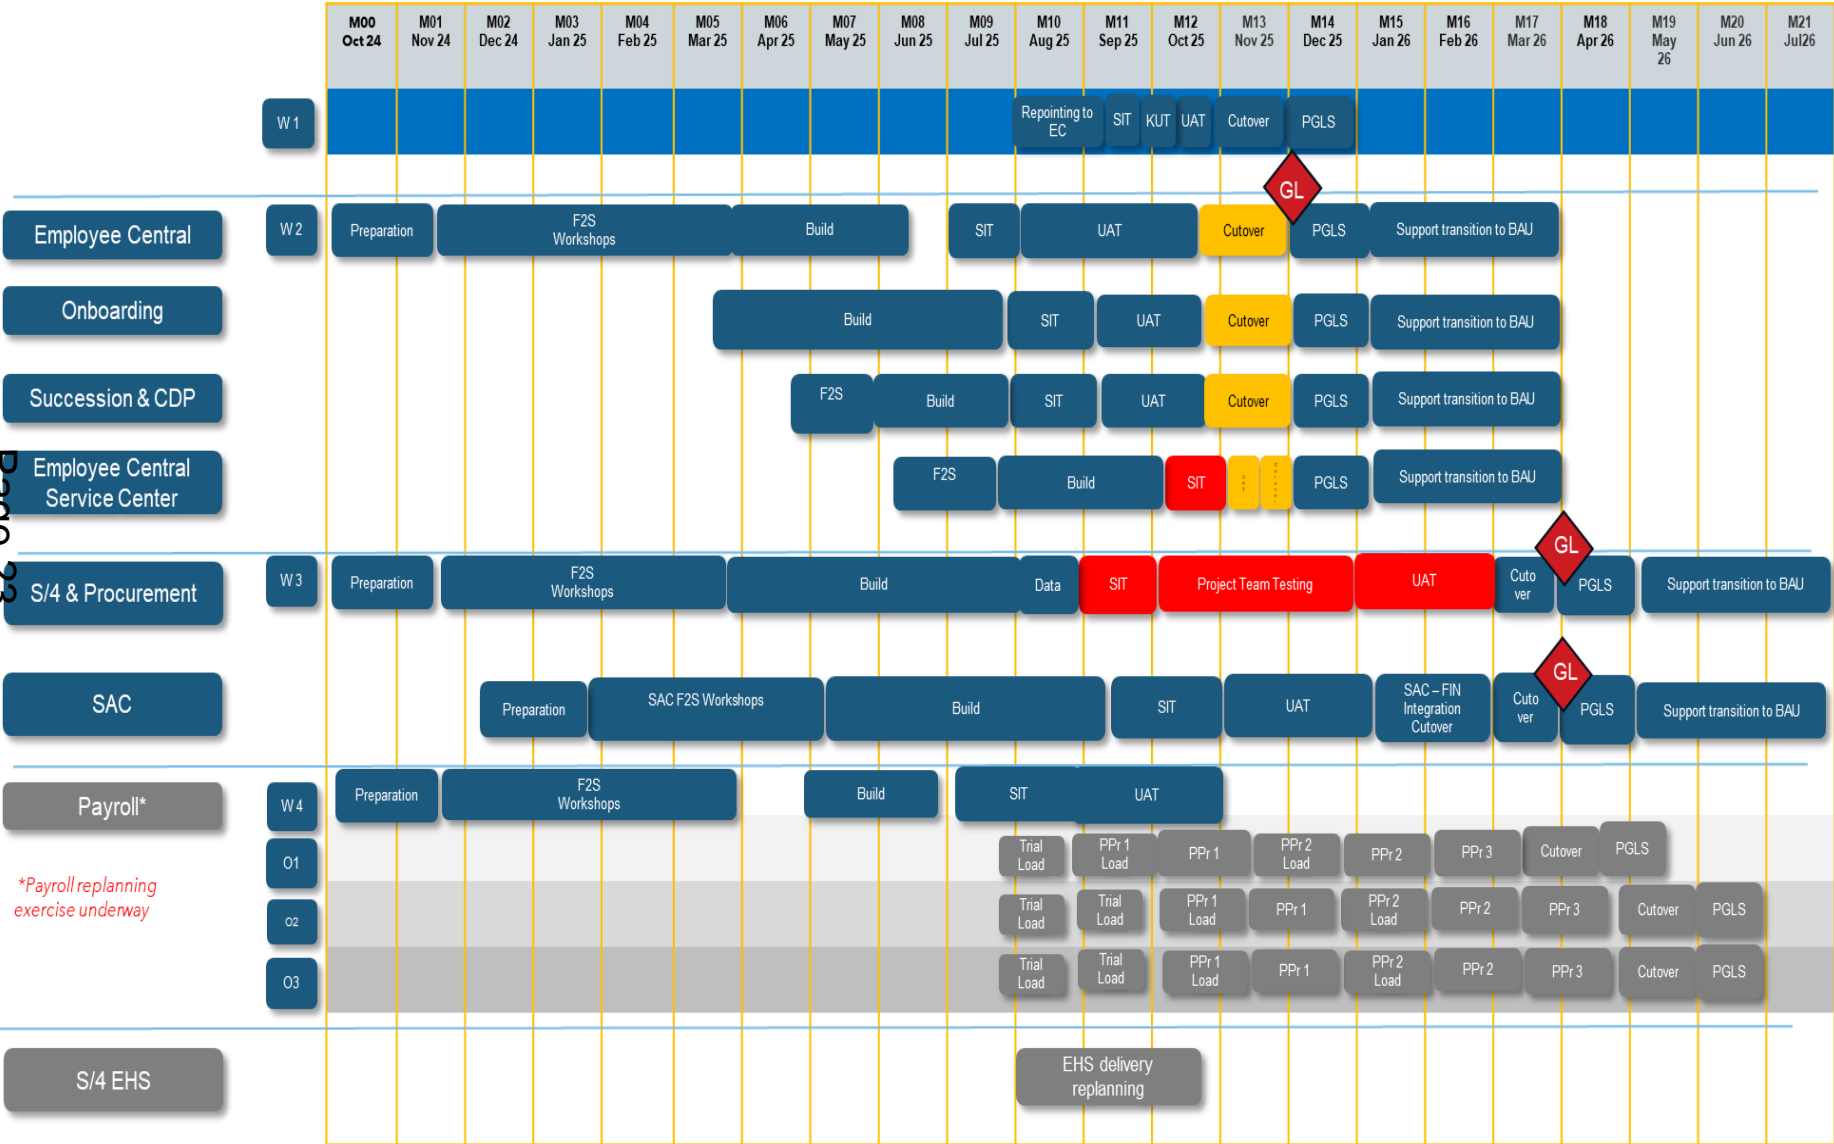 M00
Oct 24
M01
Nov 24
M02
Dec 24
M03
Jan 25
M04
Feb 25
M05
Mar 25
M06
Apr 25
M07
May 25
M08
Jun 25
M09
Jul 25
M10
Aug 25
M11
Sep 25
M12
Oct 25
M13
Nov 25
M14
Dec 25
M15
Jan 26
M16
Feb 26
M17
Mar 26
M18
Apr 26
M19
May
26
M20
Jun 26
M21
Jul26
W 1
Repointing to
EC
SIT
KUT
UAT
Cutover
PGLS
GL
Employee Central
W 2
Preparation
F2S
Workshops
Build
SIT
UAT
Cutover
PGLS
Support transition to BAU
Onboarding
Build
SIT
UAT
Cutover
PGLS
Support transition to BAU
Succession & CDP
F2S
Build
SIT
UAT
Cutover
PGLS
Support transition to BAU
Employee Central
Service Center
F2S
Build
SIT
PGLS
Support transition to BAU
GL
S/4 & Procurement
W 3
Preparation
F2S
Workshops
Build
Data
SIT
Project Team Testing
UAT
Cuto
ver
PGLS
Support transition to BAU
GL
SAC
Preparation
SAC F2S Workshops
Build
SIT
UAT
SAC – FIN
Integration
Cutover
Cuto
ver
PGLS
Support transition to BAU
Payroll*
W 4
Preparation
F2S
Workshops
Build
SIT
UAT
*Payroll replanning
exercise underway
O1
Trial
Load
PPr 1
Load
PPr 1
PPr 2
Load
PPr 2
PPr 3
Cutover
PGLS
O2
Trial
Load
Trial
Load
PPr 1
Load
PPr 1
PPr 2
Load
PPr 2
PPr 3
Cutover
PGLS
O3
Trial
Load
Trial
Load
PPr 1
Load
PPr 1
PPr 2
Load
PPr 2
PPr 3
Cutover
PGLS
S/4 EHS
EHS delivery
replanning